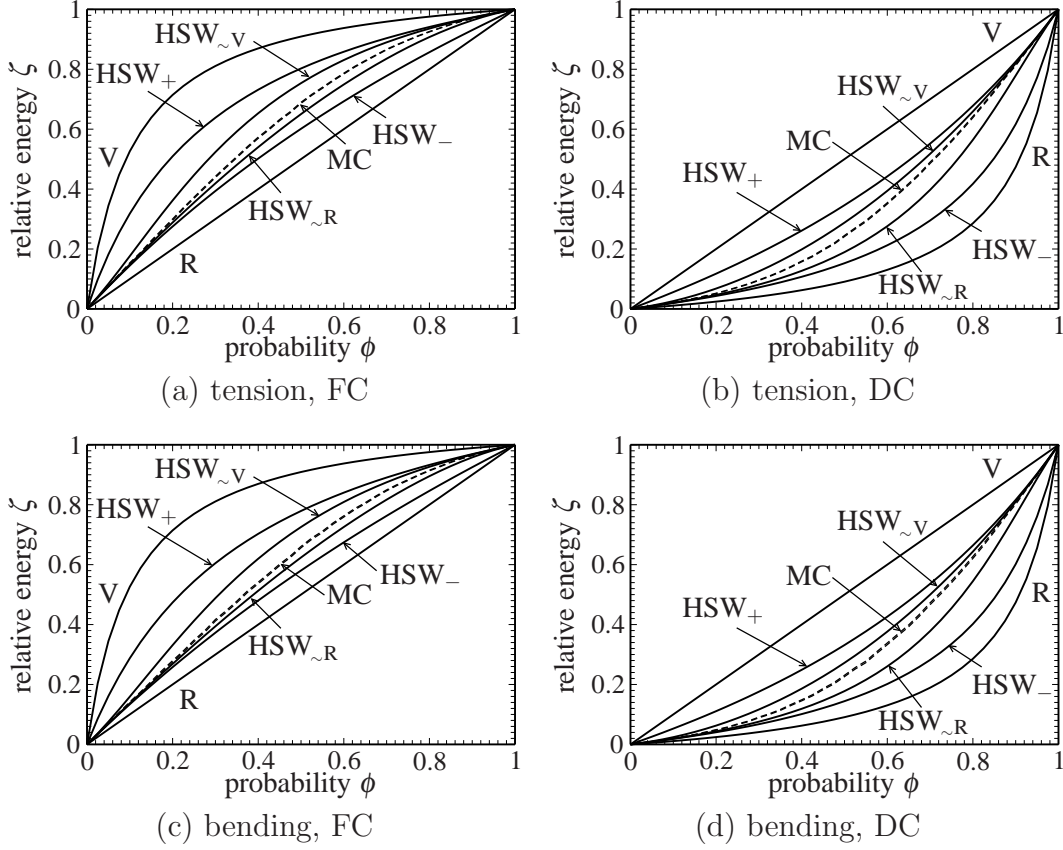 relative energy ζ
1
0.8
0.6
0.4
0.2
0
HSW~V
HSW+
V
HSW−
MC
HSW~R
R
0 0.2 0.4 0.6 0.8 1
probability ϕ
(a) tension, FC
relative energy ζ
1
0.8
0.6
0.4
0.2
0
V
HSW~V
MC
HSW+
R
HSW−
HSW~R
0 0.2 0.4 0.6 0.8 1
probability ϕ
(b) tension, DC
relative energy ζ
1
0.8
0.6
0.4
0.2
0
HSW~V
HSW+
V
HSW−
MC
HSW~R
R
0 0.2 0.4 0.6 0.8 1
probability ϕ
(c) bending, FC
relative energy ζ
1
0.8
0.6
0.4
0.2
0
V
HSW~V
MC
HSW+
R
HSW−
HSW~R
0 0.2 0.4 0.6 0.8 1
probability ϕ
(d) bending, DC